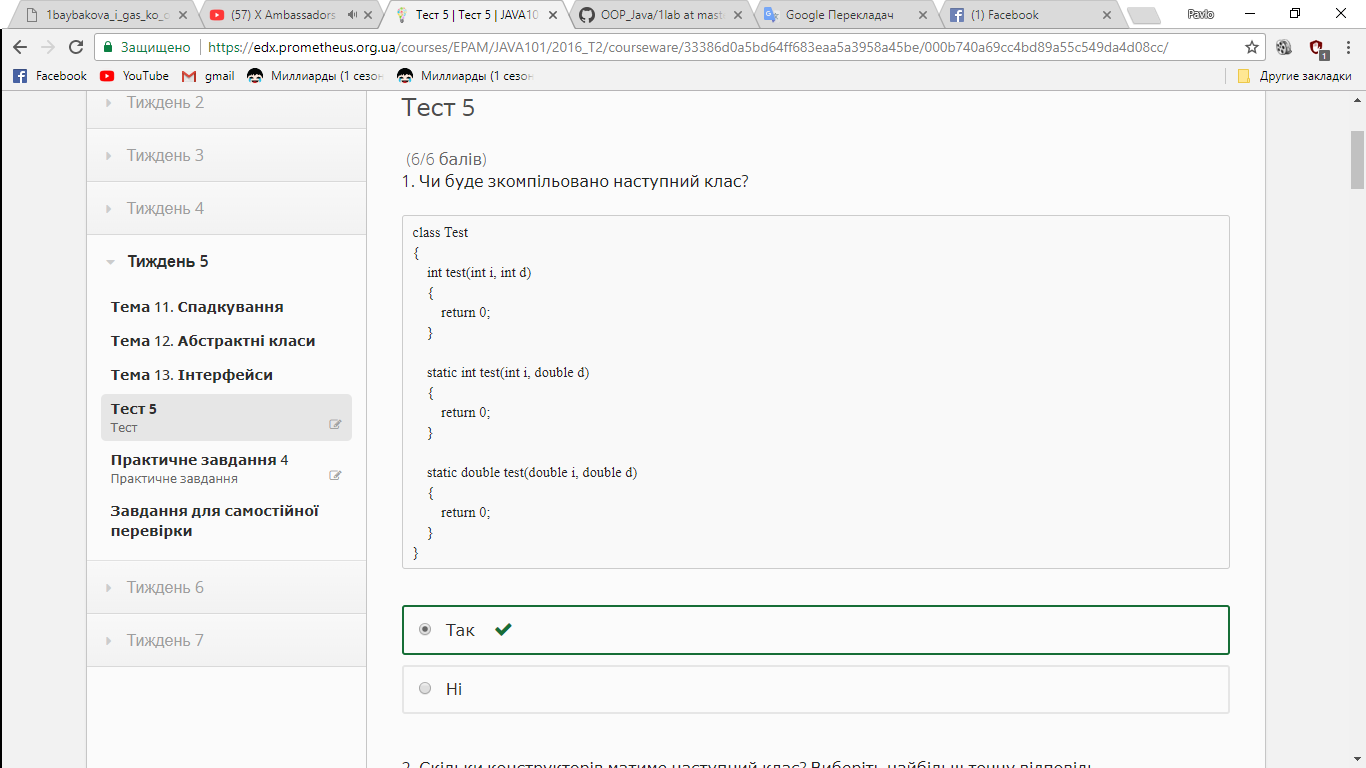 1baybakova_i_gas_ko_o
(57) X Ambassadors
Тест 5 | Тест 5 | JAVA101
OOP_Java/1lab at mast
Google Перекладач
(1) Facebook
Pavlo
Защищено
https://edx.prometheus.org.ua/courses/EPAM/JAVA101/2016_T2/courseware/33386d0a5bd64ff683eaa5a3958a45be/000b740a69cc4bd89a55c549da4d08cc/
1
Facebook
YouTube
gmail
Миллиарды (1 сезон
Миллиарды (1 сезон
Другие закладки
Тиждень 2
Тиждень 3
Тиждень 4
Тиждень 5
Тема 11. Спадкування
Тема 12. Абстрактні класи
Тема 13. Інтерфейси
Тест 5
Тест
Практичне завдання 4
Практичне завдання
Завдання для самостійної
перевірки
Тиждень 6
Тиждень 7
Тест 5
(6/6 балів)
1. Чи буде зкомпільовано наступний клас?
class Test
{
int test(int i, int d)
{
return 0;
}
static int test(int i, double d)
{
return 0;
}
static double test(double i, double d)
{
return 0;
}
}
Так
Ні
2. Скільки конструкторів матиме наступний клас? Виберіть найбільш точну відповідь